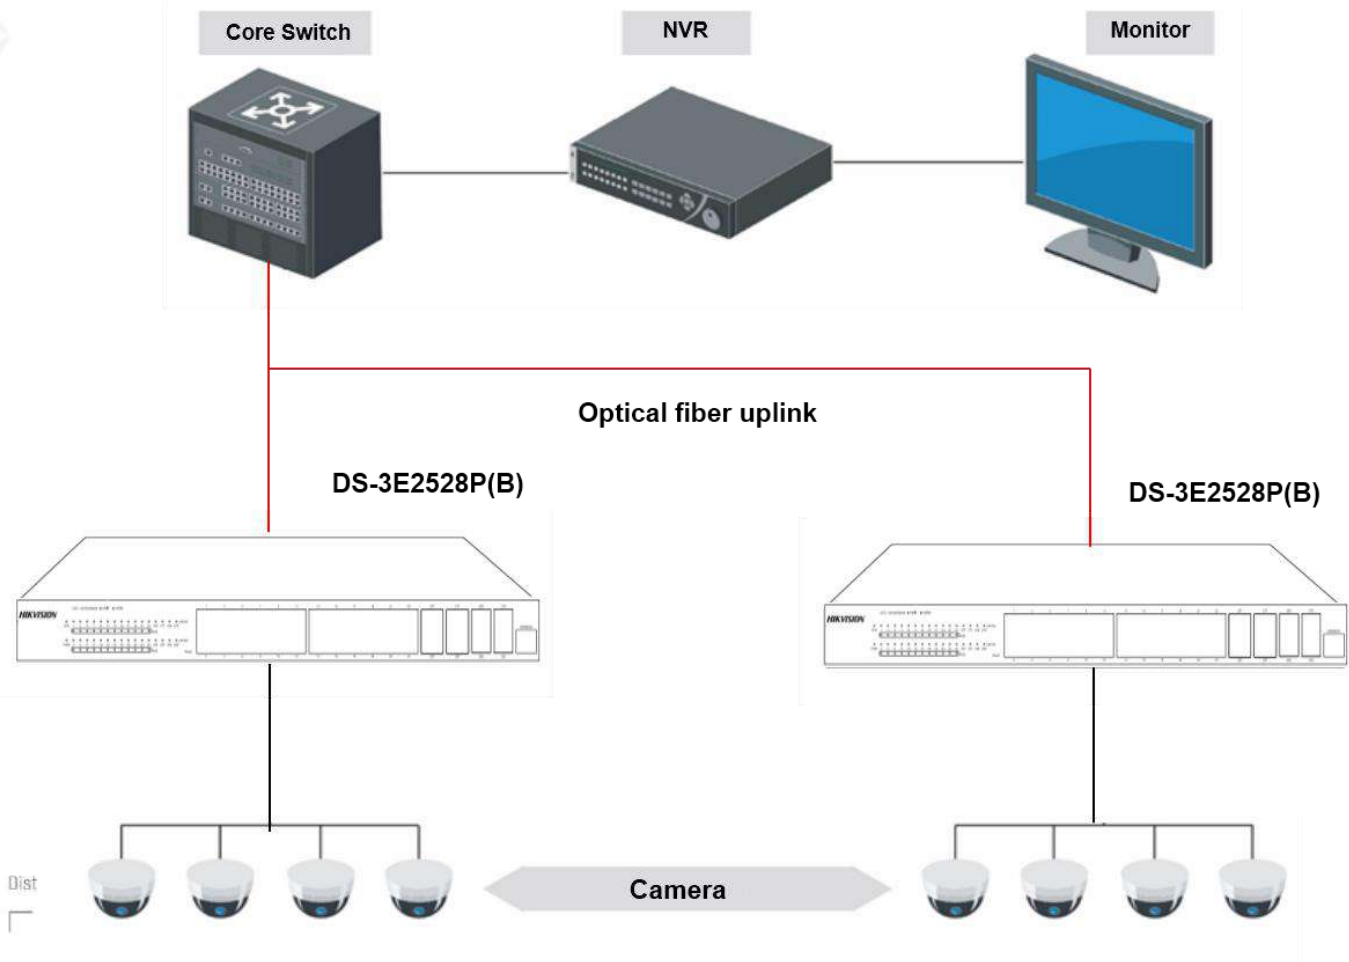 Core Switch
NVR
Monitor
Optical fiber uplink
DS-3E2528P(B)
DS-3E2528P(B)
HIKVISION
HIKVISION
Dist
Camera